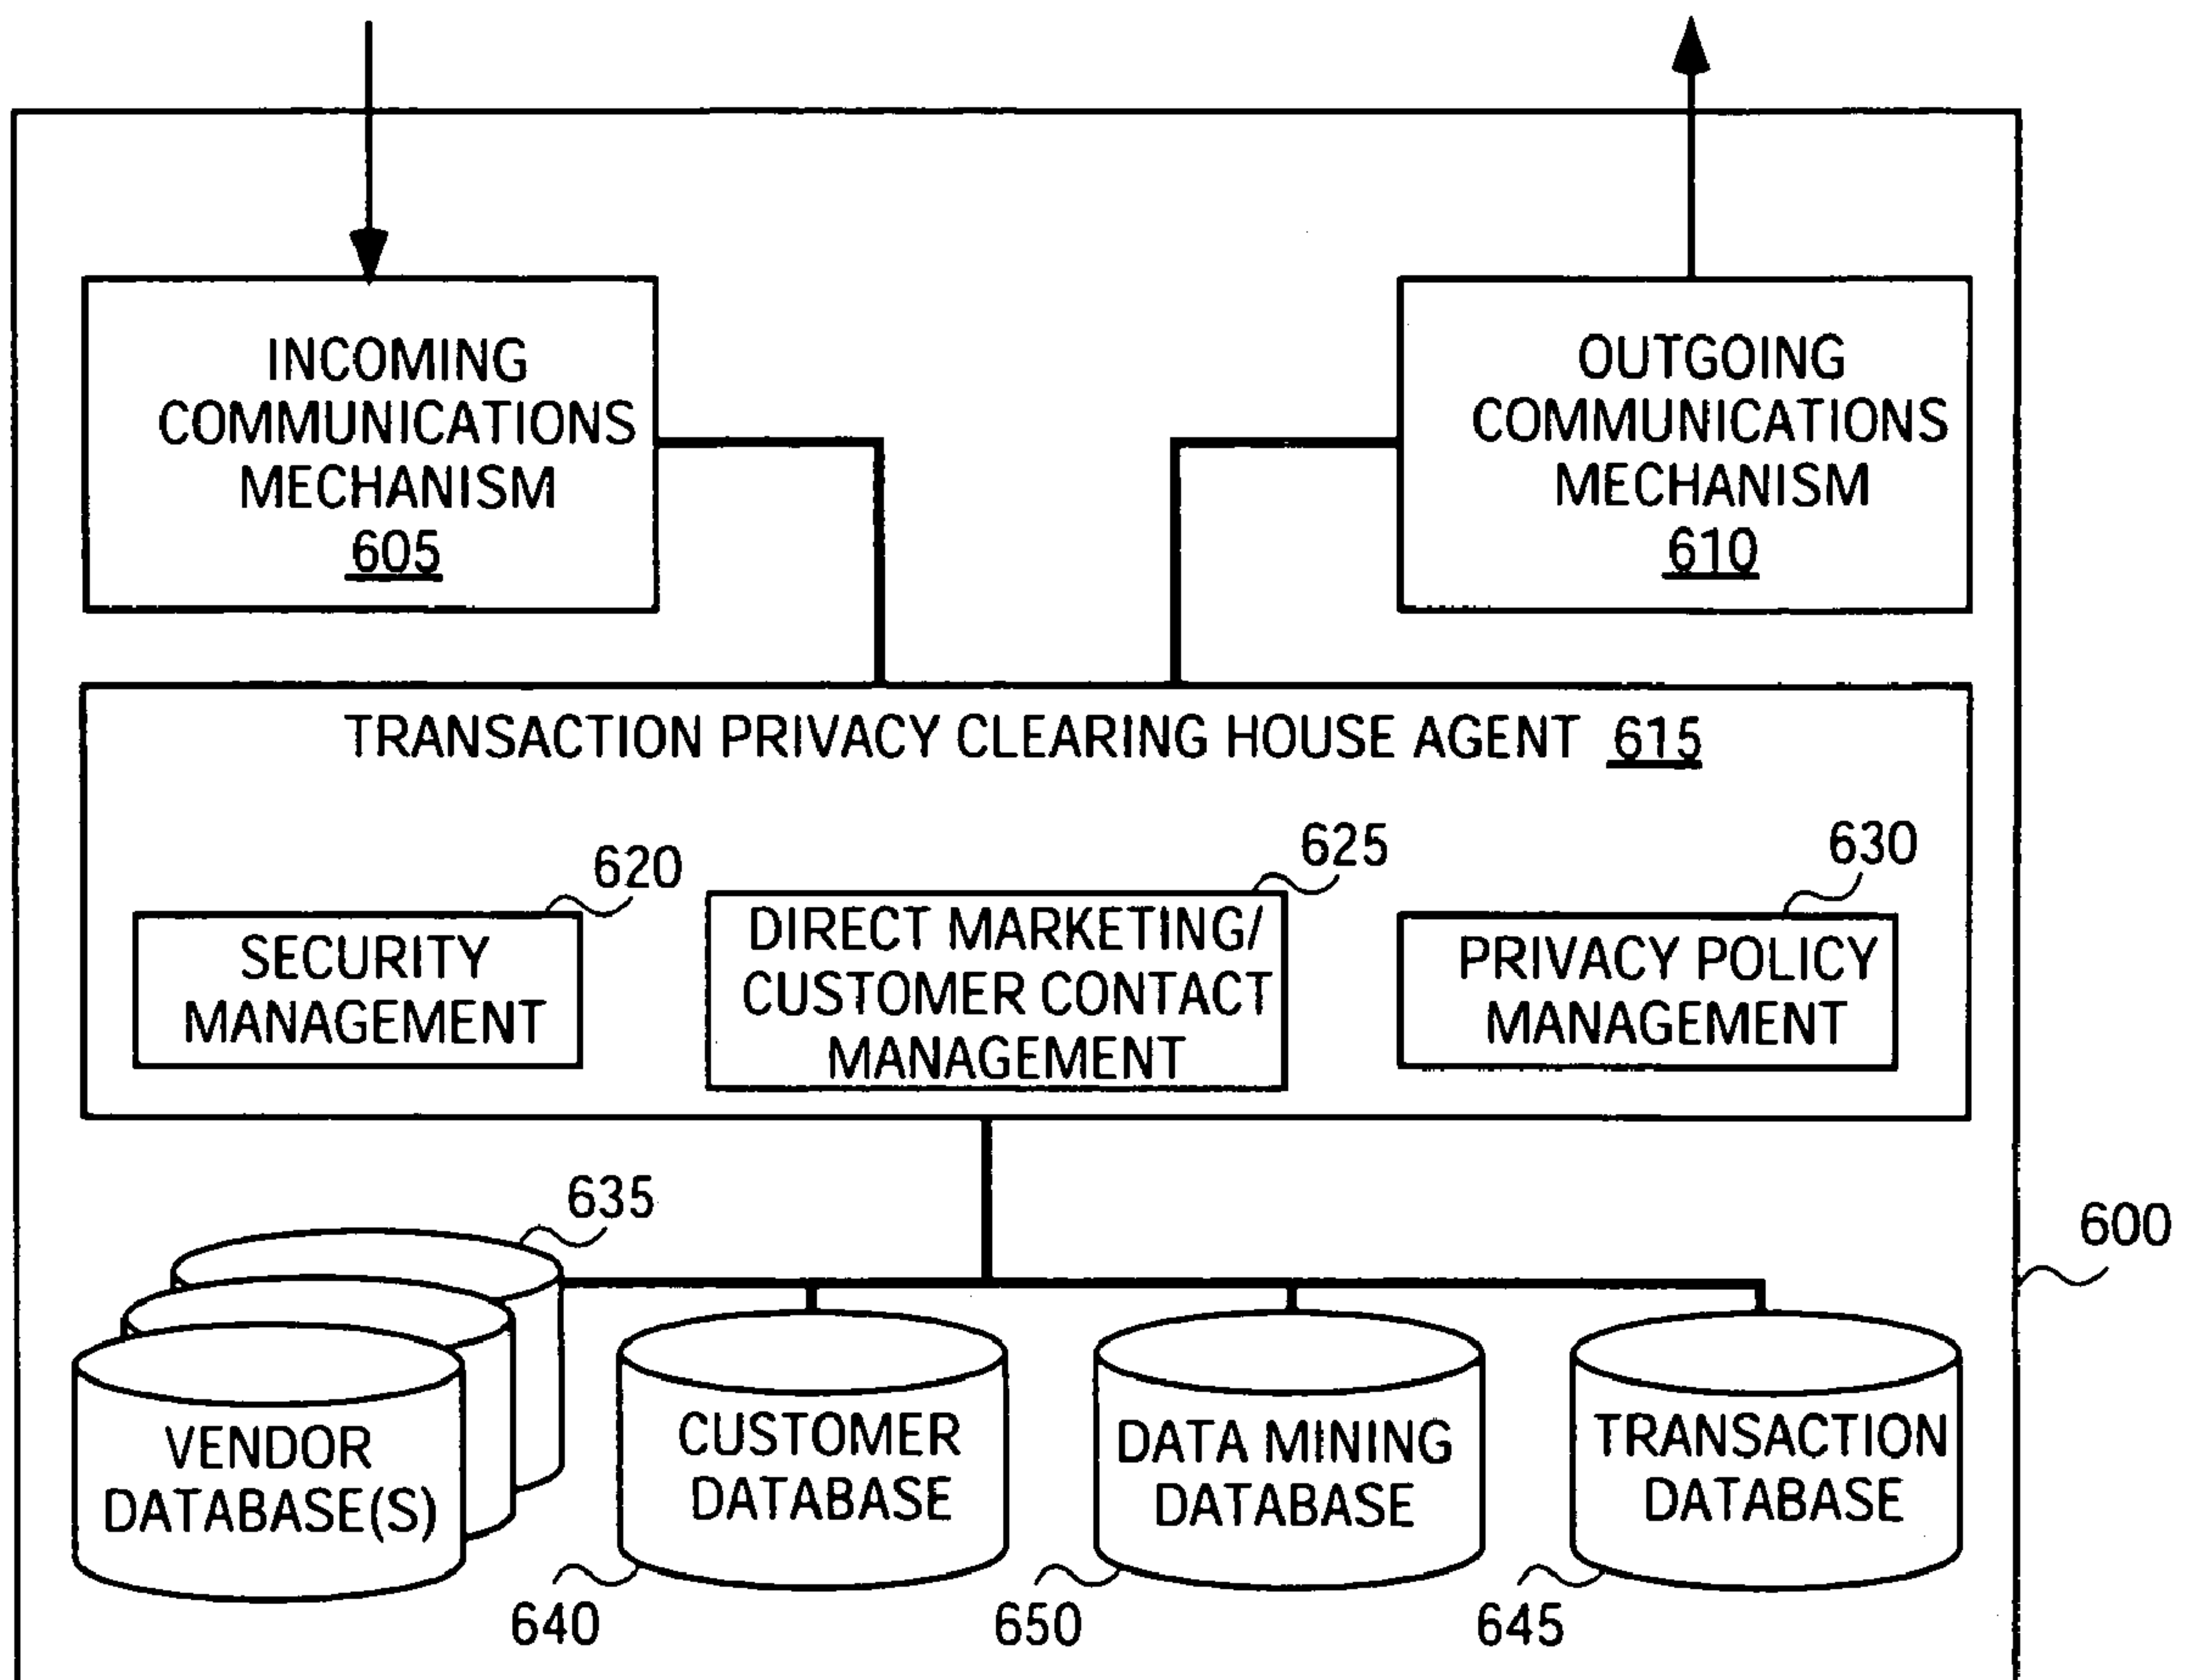 INCOMING
COMMUNICATIONS
MECHANISM
605
OUTGOING
COMMUNICATIONS
MECHANISM
610
TRANSACTION PRIVACY CLEARING HOUSE AGENT 615
620
SECURITY
MANAGEMENT
625
DIRECT MARKETING/
CUSTOMER CONTACT
MANAGEMENT
630
PRIVACY POLICY
MANAGEMENT
635
600
VENDOR
DATABASE(S)
CUSTOMER
DATABASE
640
DATA MINING
DATABASE
650
TRANSACTION
DATABASE
645